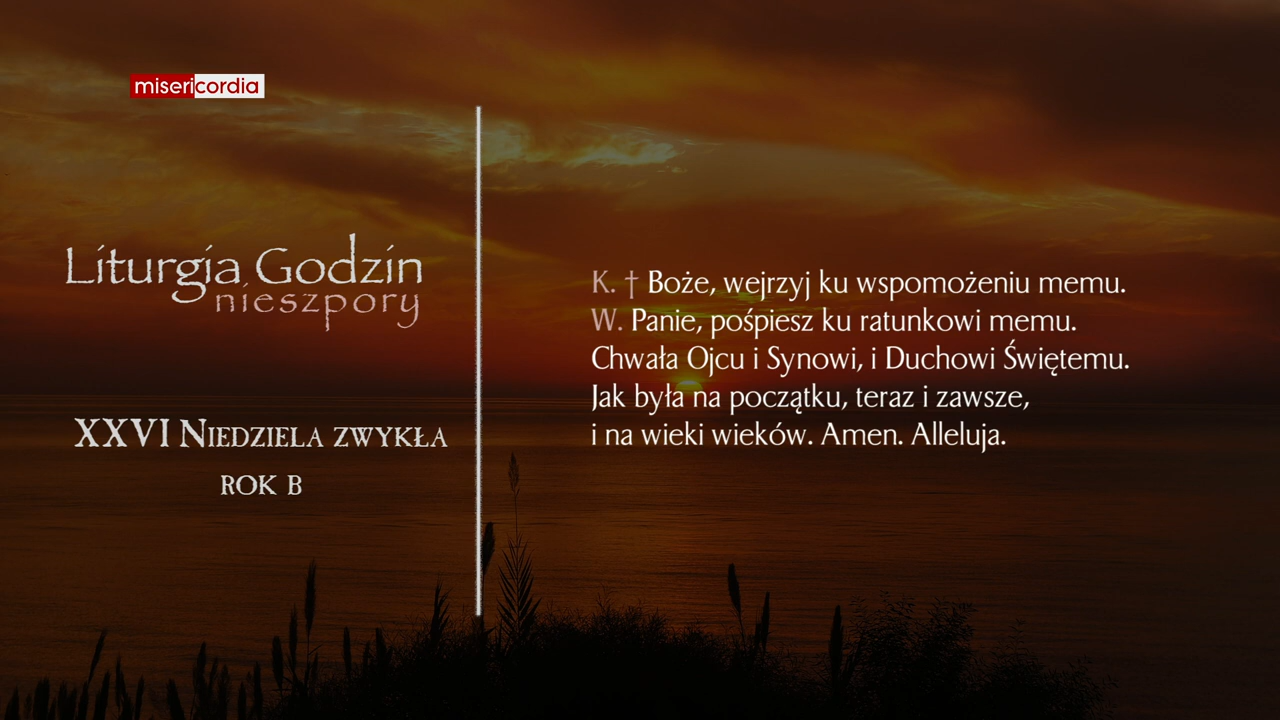 misericordia
Liturgia Godzin
nieszpory
XXVI NIEDZIELA ZWYKŁA
ROK B
K. † Boże, wejrzyj ku wspomożeniu memu.
W. Panie, pośpiesz ku ratunkowi memu.
Chwała Ojcu i Synowi, i Duchowi Świętemu.
Jak była na początku, teraz i zawsze,
i na wieki wieków. Amen. Alleluja.